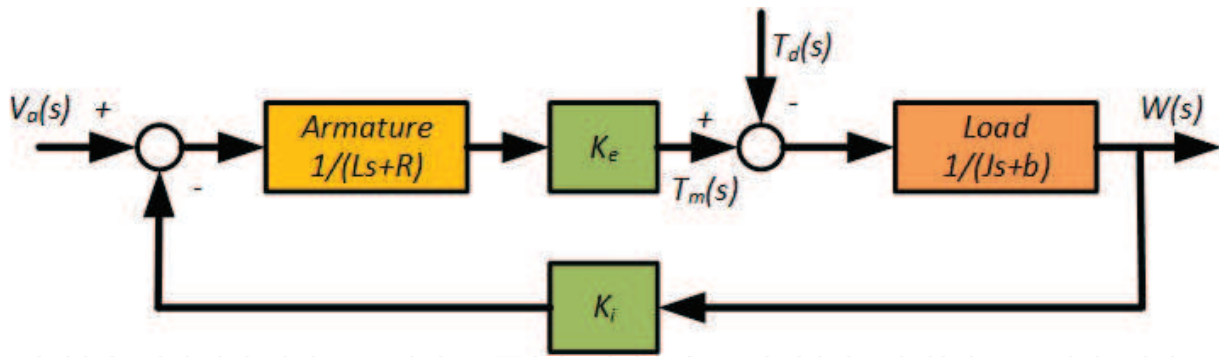 T_d(s)
-
V_a(s) +
Armature
1/(Ls+R)
K_e
+
T_m(s)
Load
1/(Js+b)
W(s)
-
K_i